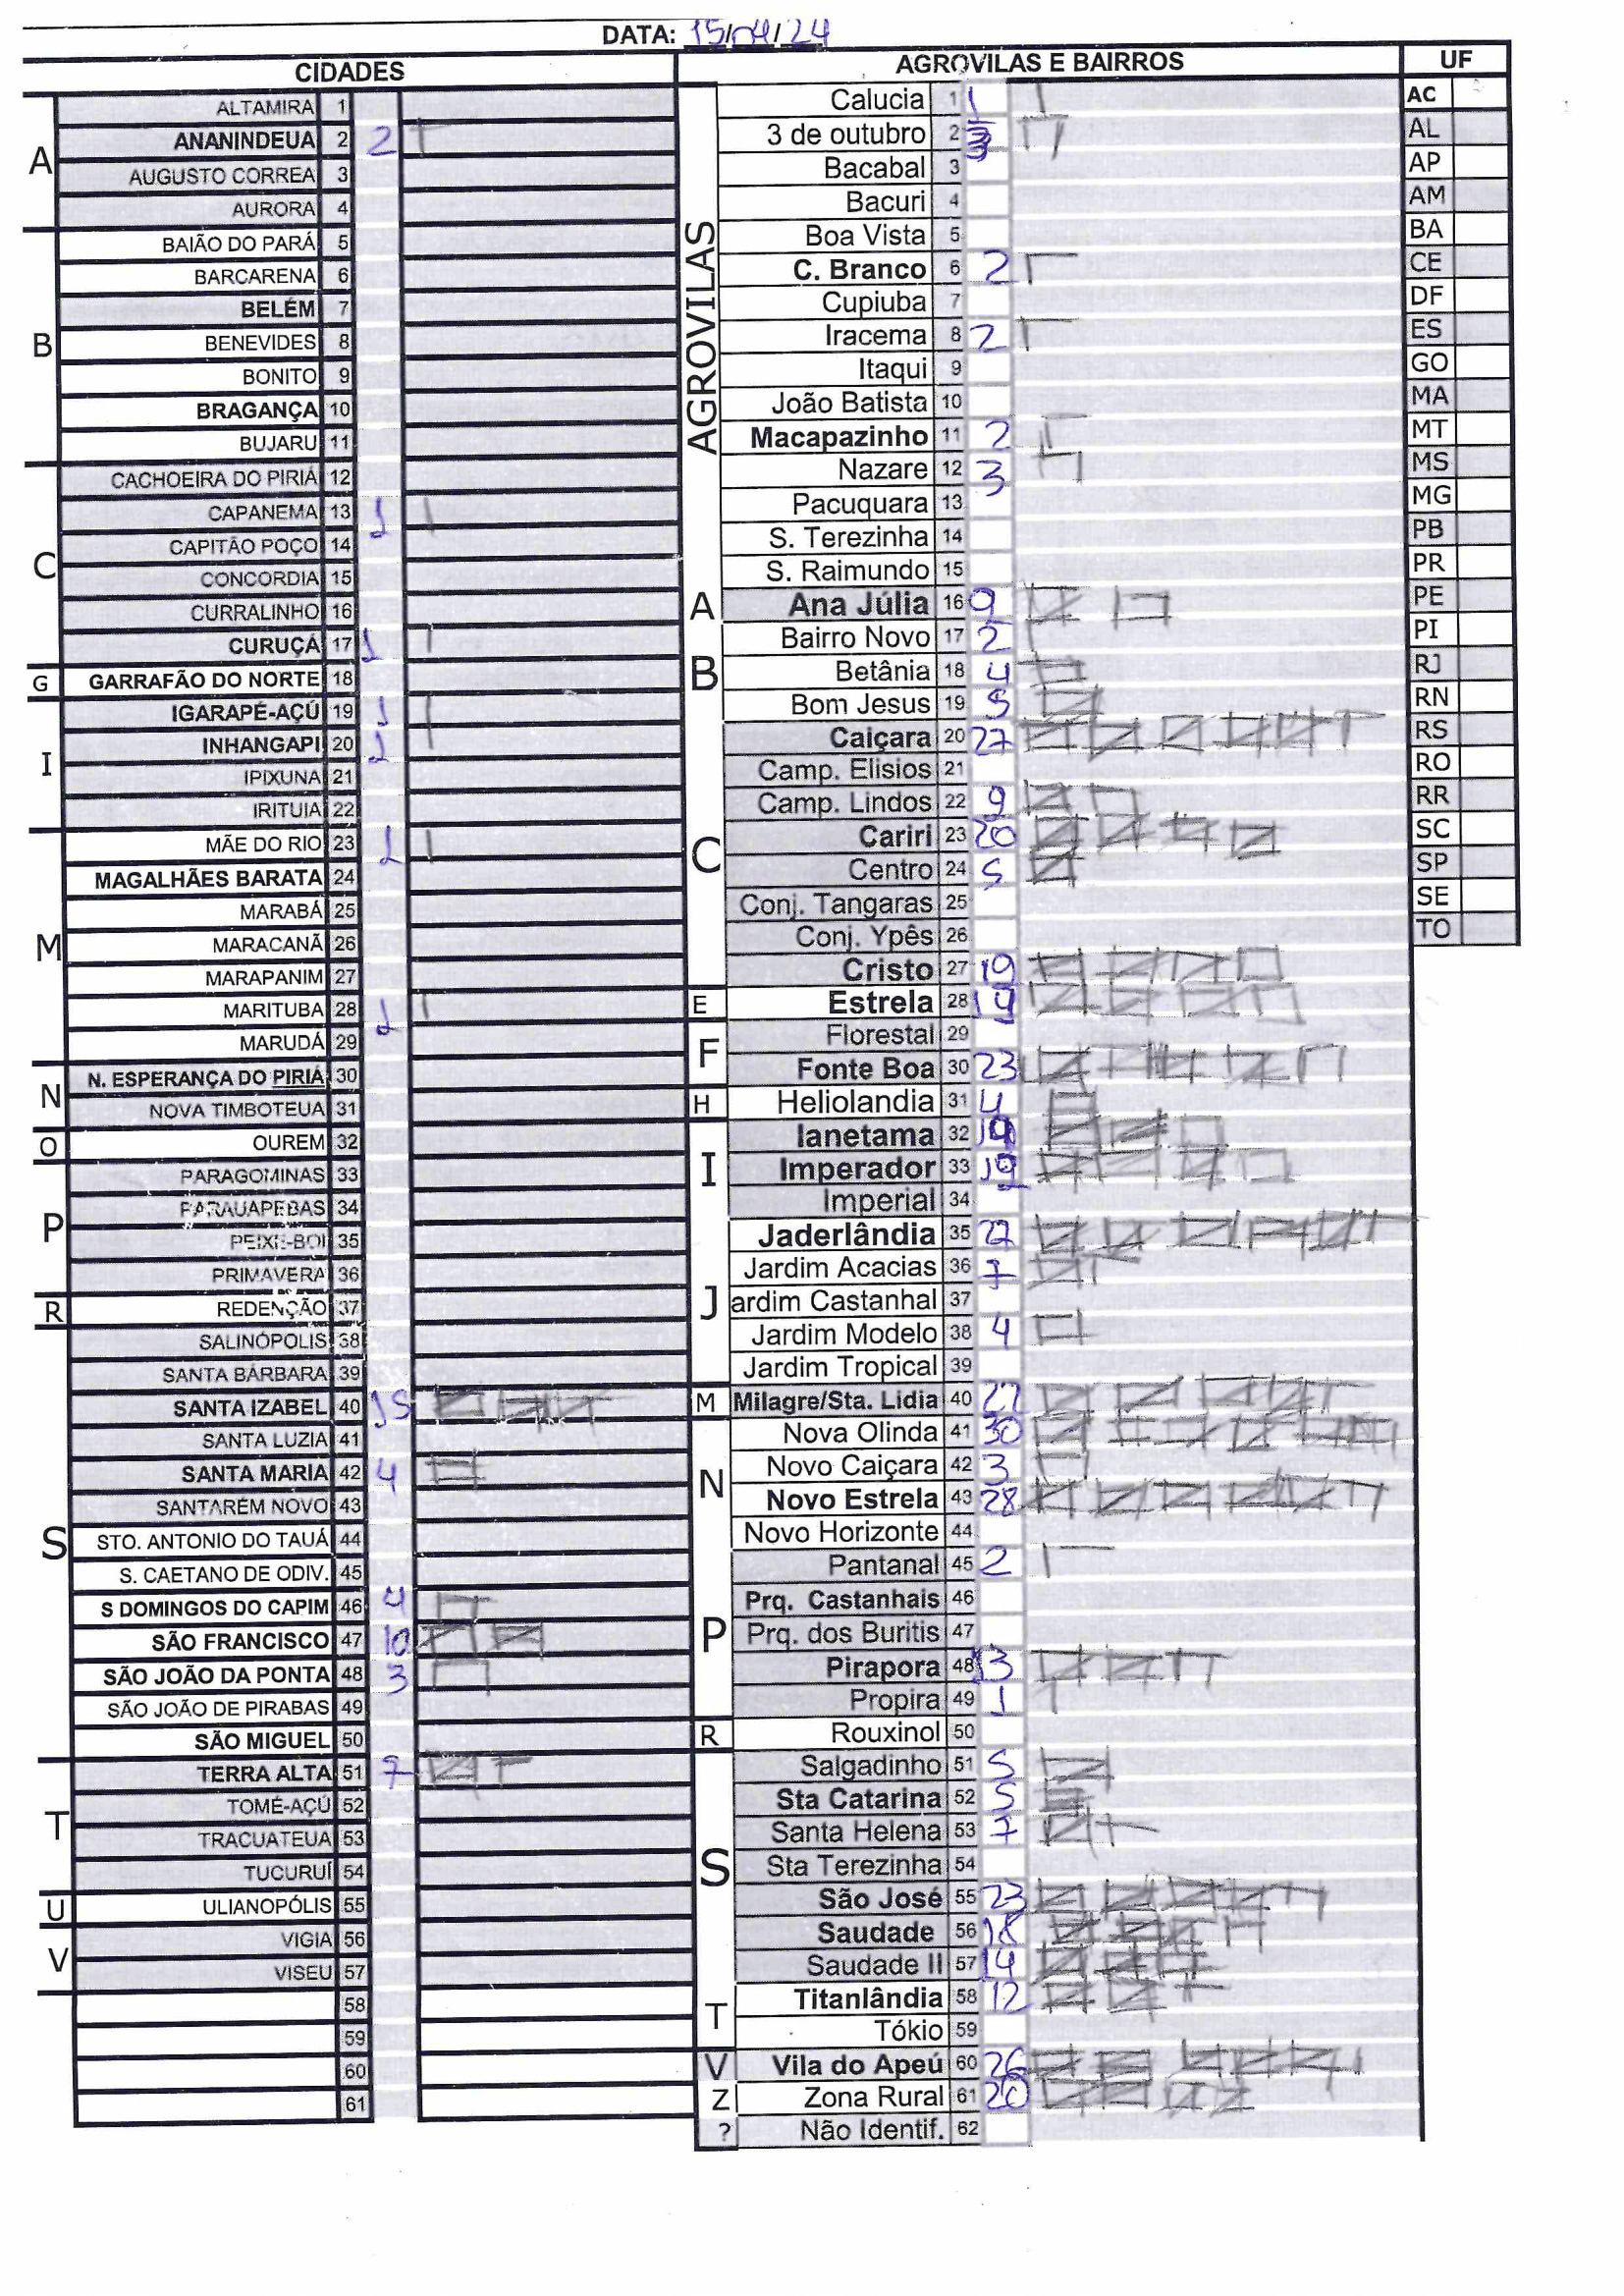 DATA: 15/04/24
CIDADES
A
ALTAMIRA 1
ANANINDEUA 2 2
AUGUSTO CORREA 3
AURORA 4
B
BAIÃO DO PARÁ 5
BARCARENA 6
BELÉM 7
BENEVIDES 8
BONITO 9
BRAGANÇA 10
BUJARU 11
C
CACHOEIRA DO PIRIÁ 12
CAPANEMA 13 1
CAPITÃO POÇO 14
CONCORDIA 15
CURRALINHO 16
CURUÇÁ 17 1
G
GARRAFÃO DO NORTE 18
I
IGARAPÉ-AÇÚ 19 1
INHANGAPI 20 1
IPIXUNA 21
IRITUIA 22
M
MÃE DO RIO 23 1
MAGALHÃES BARATA 24
MARABÁ 25
MARACANÃ 26
MARAPANIM 27
MARITUBA 28 1
MARUDÁ 29
N
N. ESPERANÇA DO PIRIÁ 30
NOVA TIMBOTEUA 31
O
OUREM 32
P
PARAGOMINAS 33
PARAUAPEBAS 34
PEIXE-BOI 35
PRIMAVERA 36
R
REDENÇÃO 37
S
SALINÓPOLIS 38
SANTA BÁRBARA 39
SANTA IZABEL 40 15
SANTA LUZIA 41
SANTA MARIA 42 4
SANTARÉM NOVO 43
STO. ANTONIO DO TAUÁ 44
S. CAETANO DE ODIV. 45
S DOMINGOS DO CAPIM 46 4
SÃO FRANCISCO 47 10
SÃO JOÃO DA PONTA 48 3
SÃO JOÃO DE PIRABAS 49
SÃO MIGUEL 50
T
TERRA ALTA 51 7
TOMÉ-AÇÚ 52
TRACUATEUA 53
TUCURUÍ 54
U
ULIANOPÓLIS 55
V
VIGIA 56
VISEU 57
58
59
60
61
AGROVILAS E BAIRROS
AGROVILAS
Calucia 1 1
3 de outubro 2 3
Bacabal 3
Bacuri 4
Boa Vista 5
C. Branco 6 2
Cupiuba 7
Iracema 8 2
Itaqui 9
João Batista 10
Macapazinho 11 2
Nazare 12 3
Pacuquara 13
S. Terezinha 14
S. Raimundo 15
A
Ana Júlia 16 9
B
Bairro Novo 17 2
Betânia 18 4
Bom Jesus 19 5
C
Caiçara 20 27
Camp. Elisios 21
Camp. Lindos 22 9
Cariri 23 20
Centro 24 5
Conj. Tangaras 25
Conj. Ypês 26
Cristo 27 19
E
Estrela 28 19
F
Florestal 29
Fonte Boa 30 23
H
Heliolandia 31 4
I
Ianetama 32
Imperador 33 19
Imperial 34
J
Jaderlândia 35 27
Jardim Acacias 36 7
ardim Castanhal 37
Jardim Modelo 38 4
Jardim Tropical 39
M
Milagre/Sta. Lidia 40 27
N
Nova Olinda 41 30
Novo Caiçara 42 3
Novo Estrela 43 28
Novo Horizonte 44
P
Pantanal 45 2
Prq. Castanhais 46
Prq. dos Buritis 47
Pirapora 48 13
Propira 49 1
R
Rouxinol 50
S
Salgadinho 51 5
Sta Catarina 52 5
Santa Helena 53 7
Sta Terezinha 54
São José 55 23
Saudade 56 18
Saudade II 57 14
T
Titanlândia 58 12
Tókio 59
V
Vila do Apeú 60 26
Z
Zona Rural 61 20
?
Não Identif. 62
UF
AC
AL
AP
AM
BA
CE
DF
ES
GO
MA
MT
MS
MG
PB
PR
PE
PI
RJ
RN
RS
RO
RR
SC
SP
SE
TO